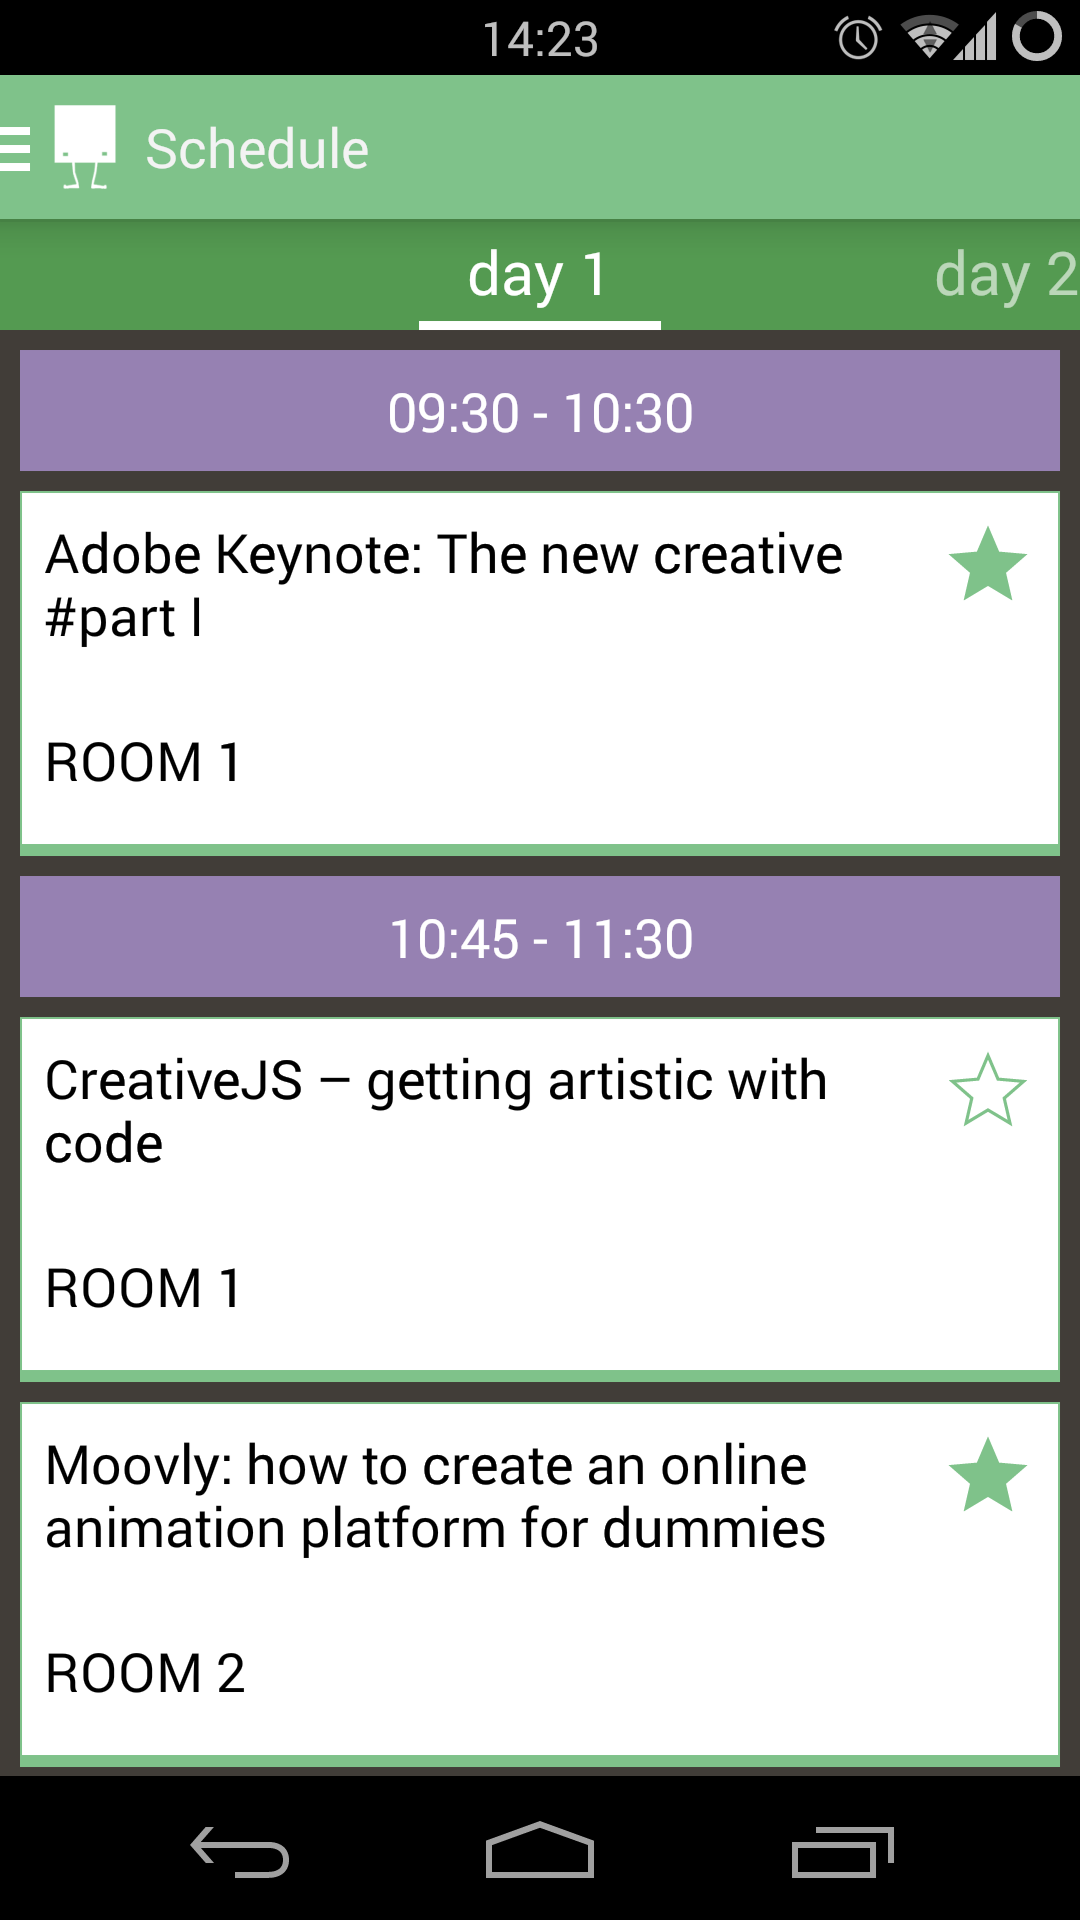 14:23
Schedule
day 1
day 2
09:30 - 10:30
Adobe Keynote: The new creative
#part I
ROOM 1
10:45 - 11:30
CreativeJS – getting artistic with
code
ROOM 1
Moovly: how to create an online
animation platform for dummies
ROOM 2